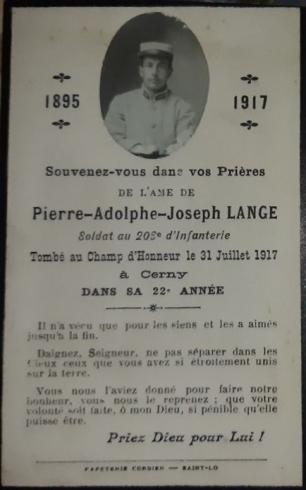 1895 1917
Souvenez-vous dans vos Prières
DE L'AME DE
Pierre-Adolphe-Joseph LANGE
Soldat au 203e d'Infanterie
Tombé au Champ d'Honneur le 31 Juillet 1917
à Cerny
DANS SA 22e ANNÉE
Il n'a vécu que pour les siens et les a aimés
jusqu'à la fin.
Daignez, Seigneur, ne pas séparer dans les
Cieux ceux que vous avez si étroitement unis
sur la terre.
Vous nous l'aviez donné pour faire notre
bonheur, vous nous le reprenez ; que votre
volonté soit faite, ô mon Dieu, si pénible qu'elle
puisse être.
Priez Dieu pour Lui !
PAPETERIE CORDIER — SAINT-LO